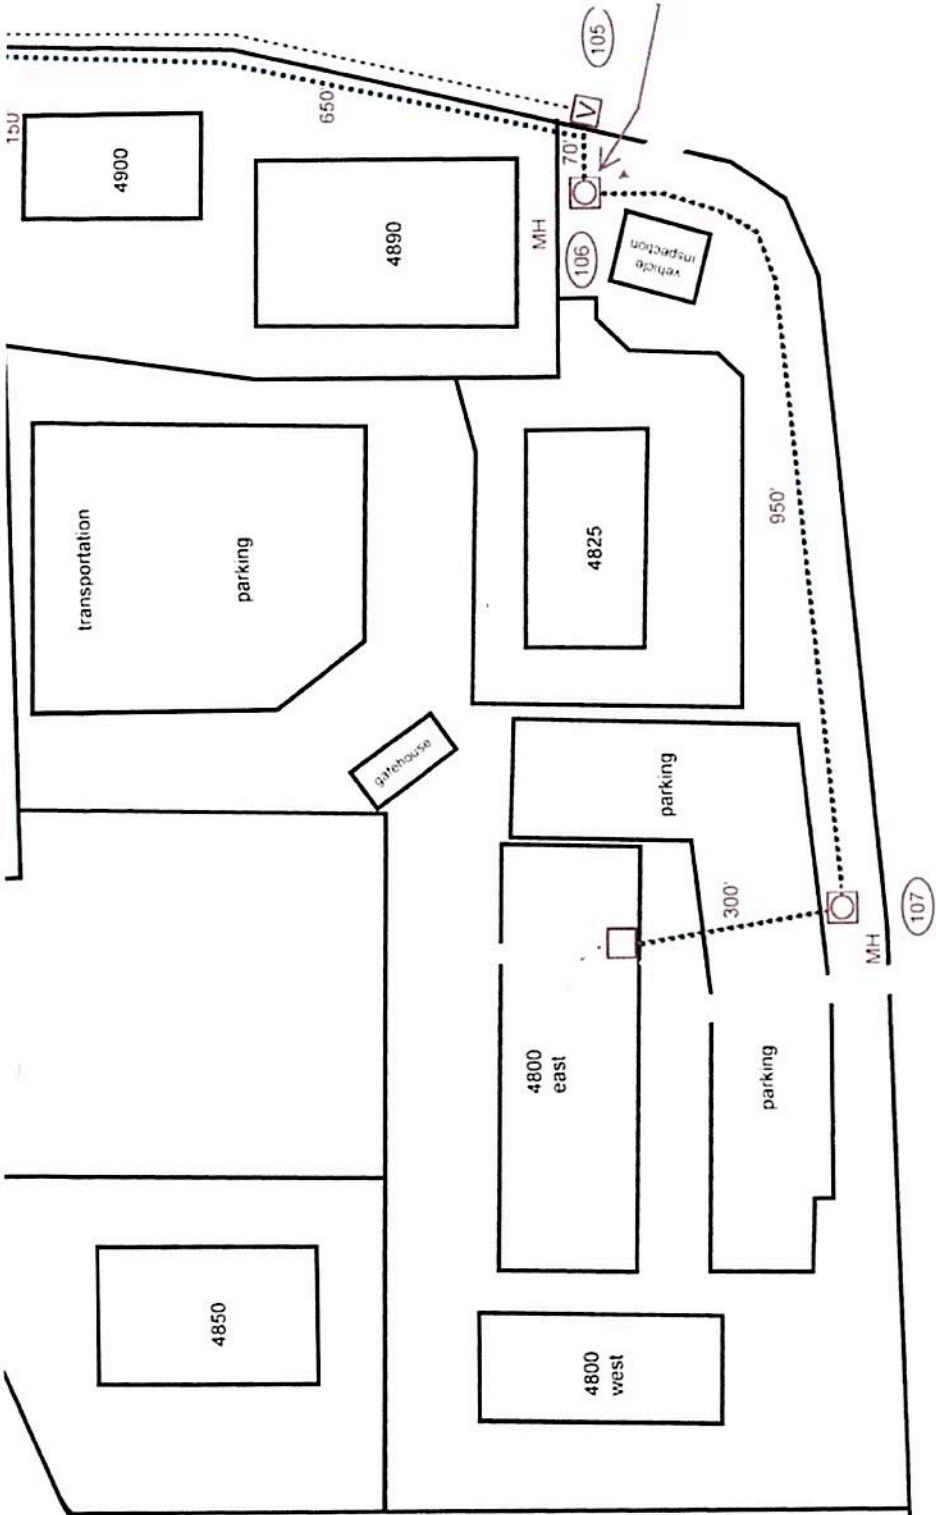 105
V
650'
150'
70'
4900
4890
MH
106
vehicle
inspection
transportation
parking
4825
950'
gatehouse
parking
300'
107
MH
4800
east
parking
4850
4800
west